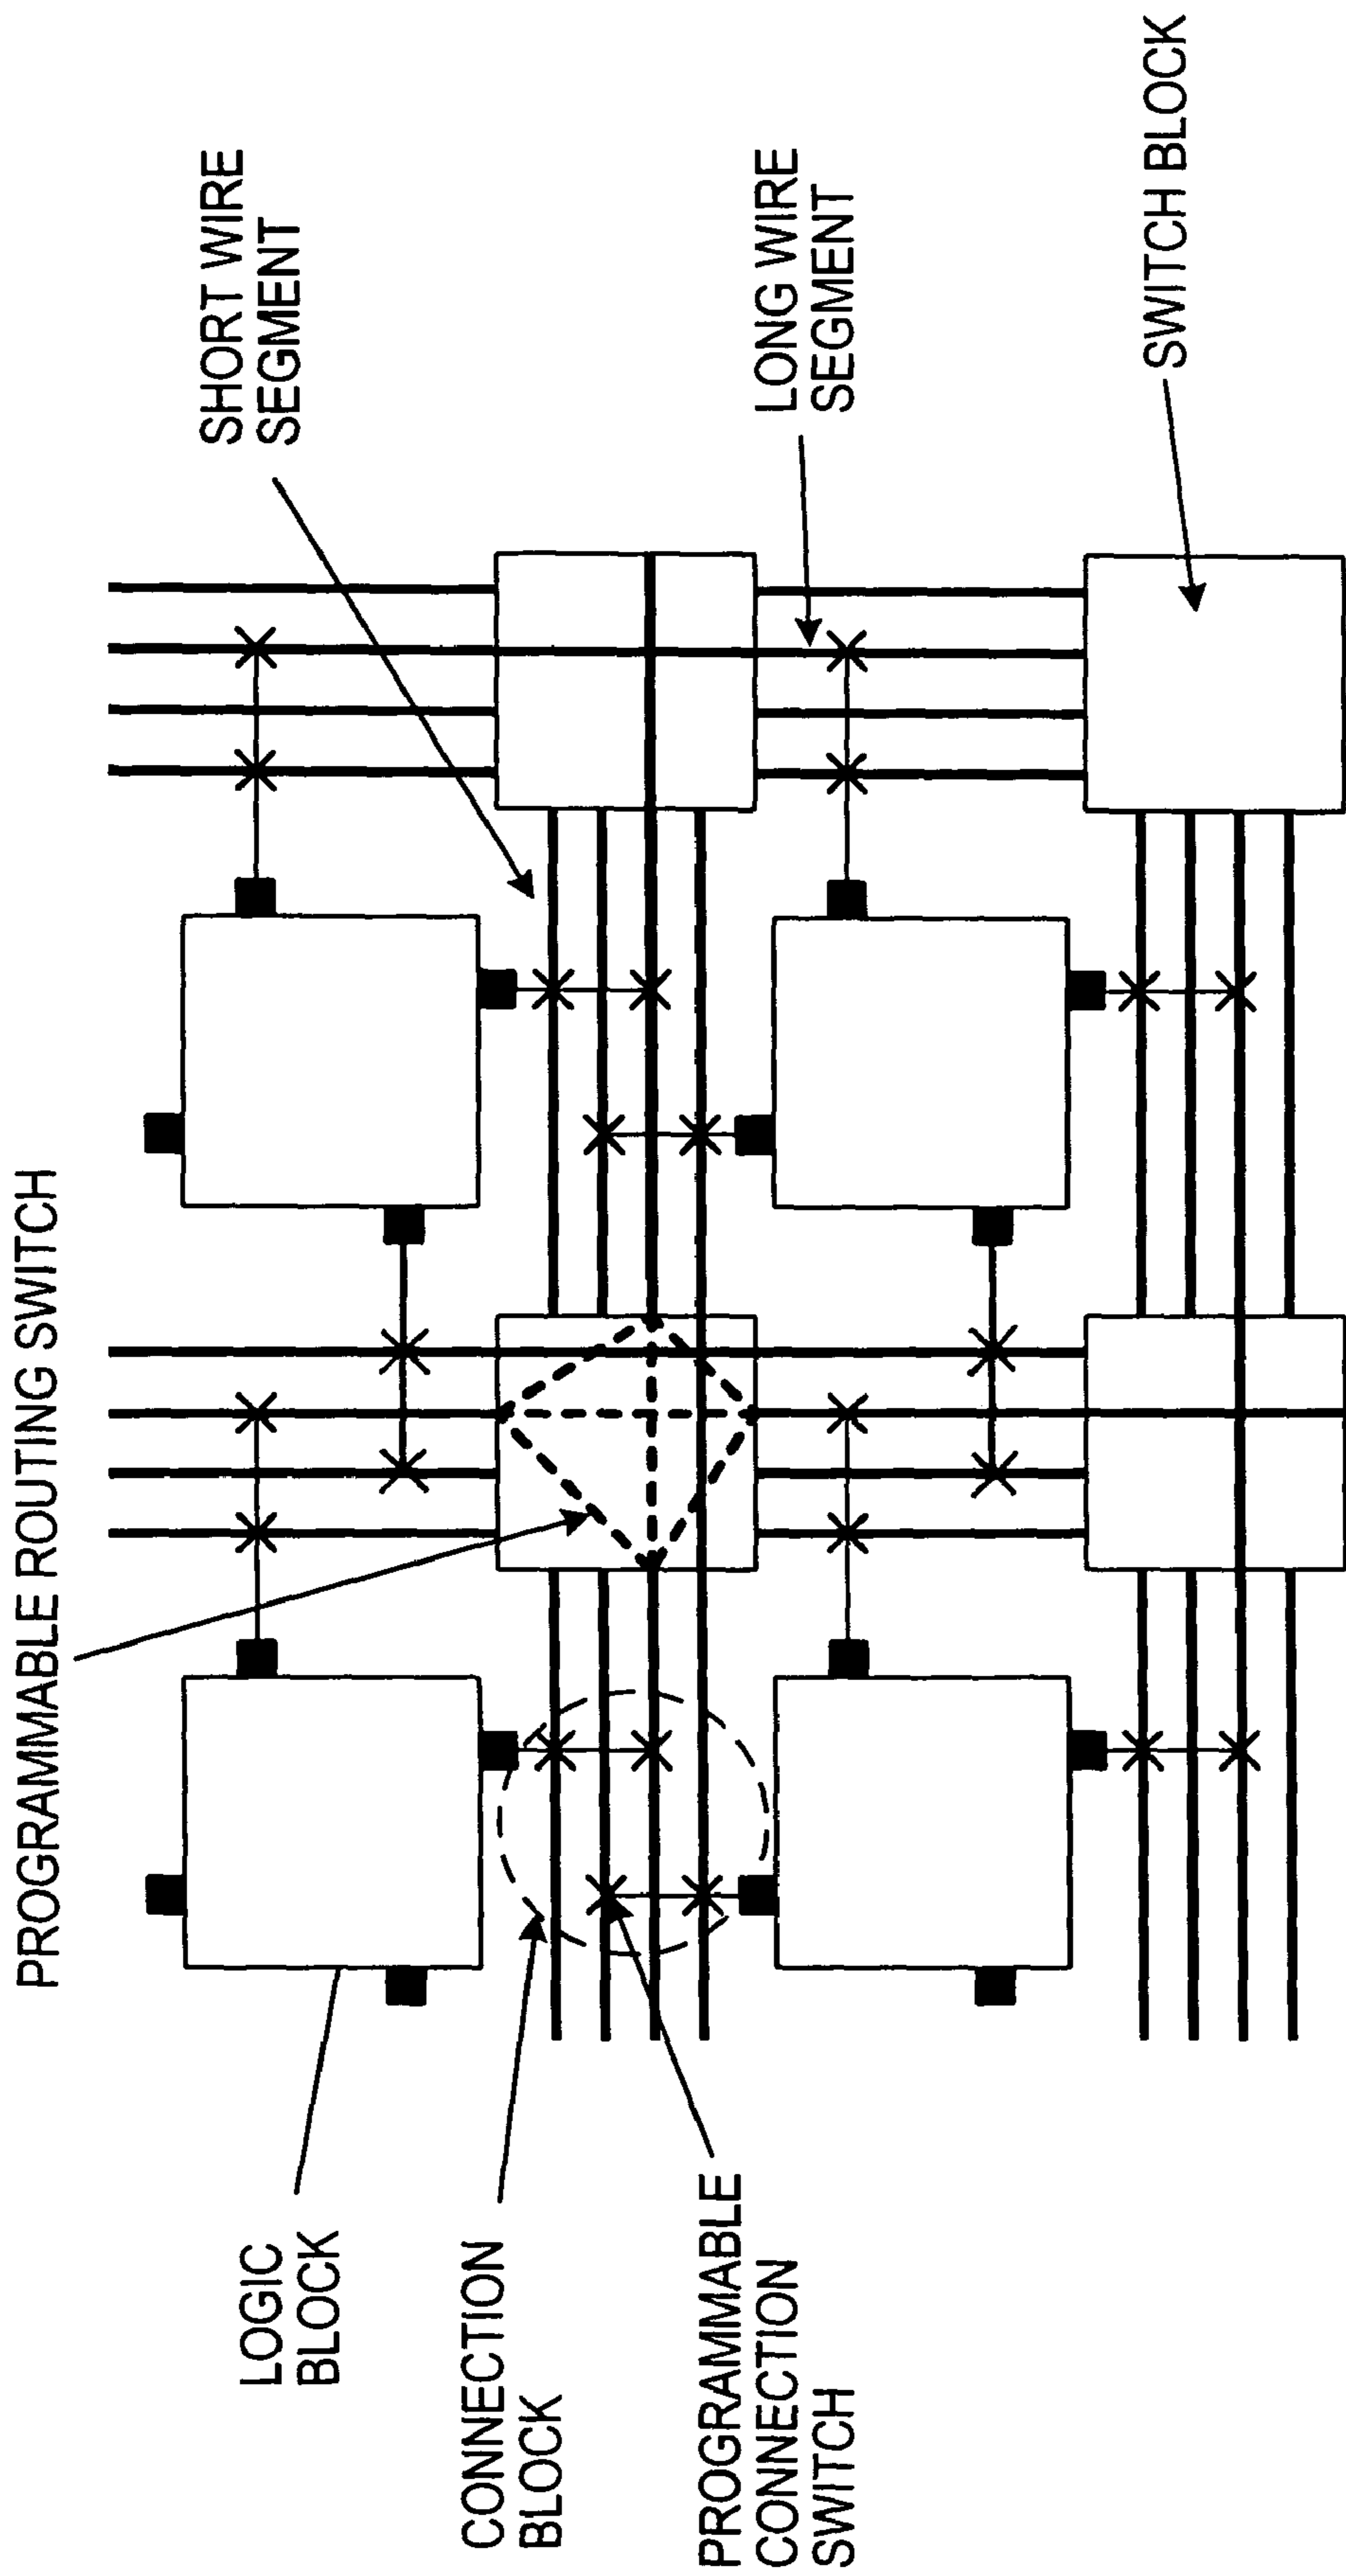 PROGRAMMABLE ROUTING SWITCH
SHORT WIRE
SEGMENT
LONG WIRE
SEGMENT
SWITCH BLOCK
LOGIC
BLOCK
CONNECTION
BLOCK
PROGRAMMABLE
CONNECTION
SWITCH